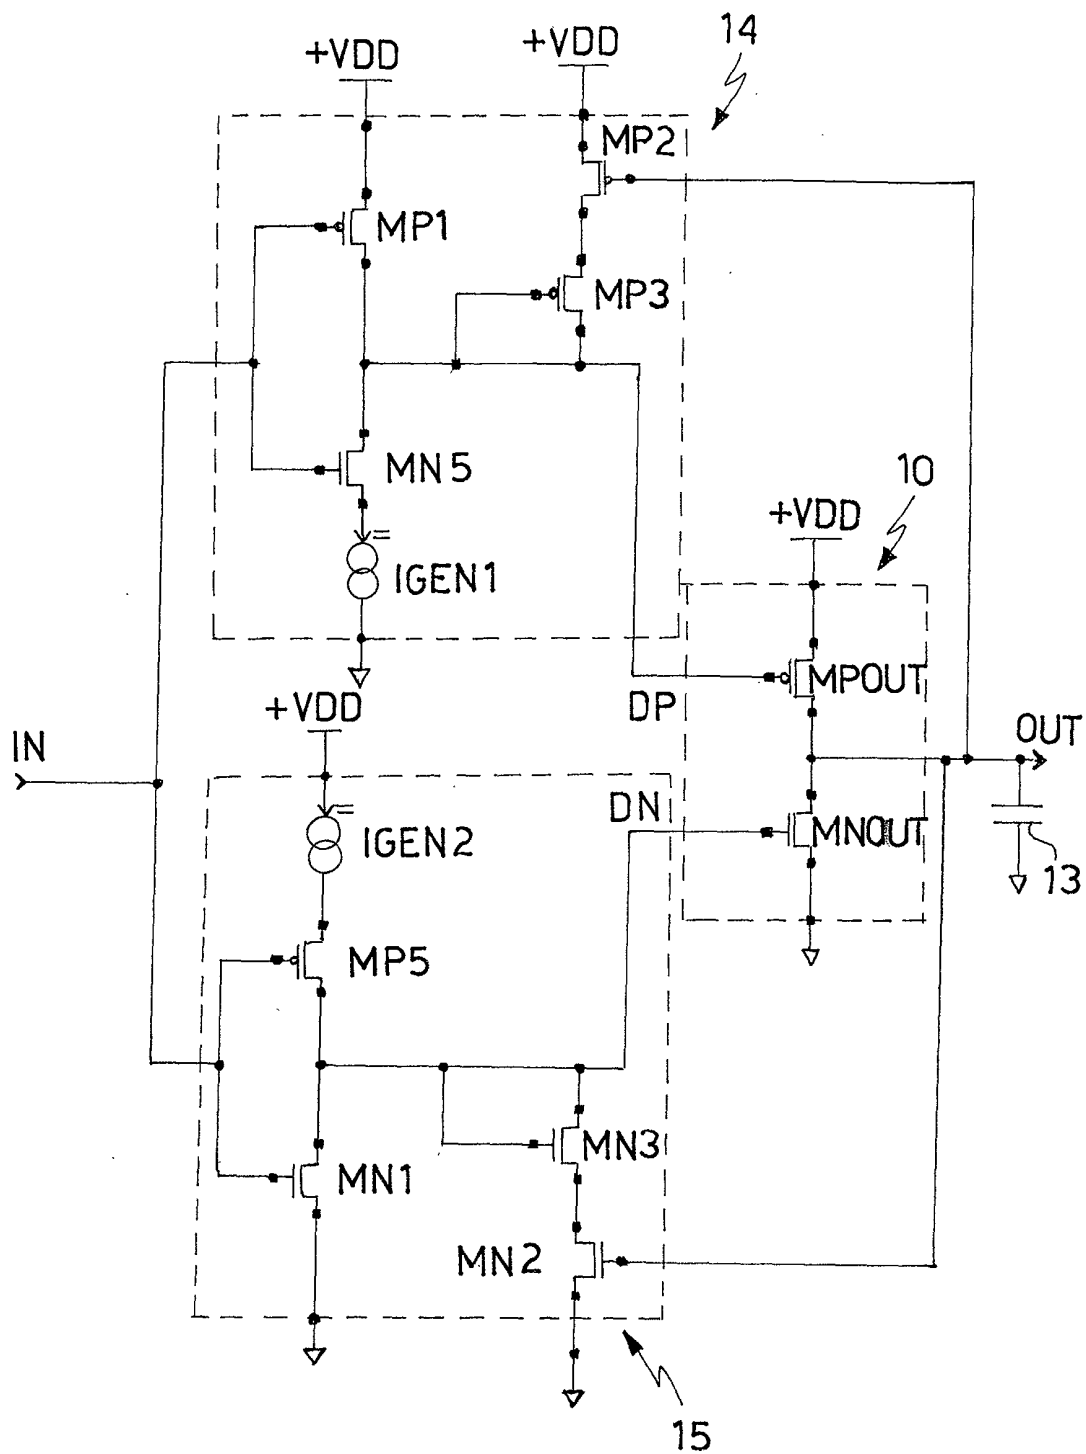 14
+VDD
+VDD
MP2
MP1
MP3
MN5
10
+VDD
IGEN1
MPOUT
DP
+VDD
OUT
IN
DN
MNOUT
IGEN2
13
MP5
MN3
MN1
MN2
15